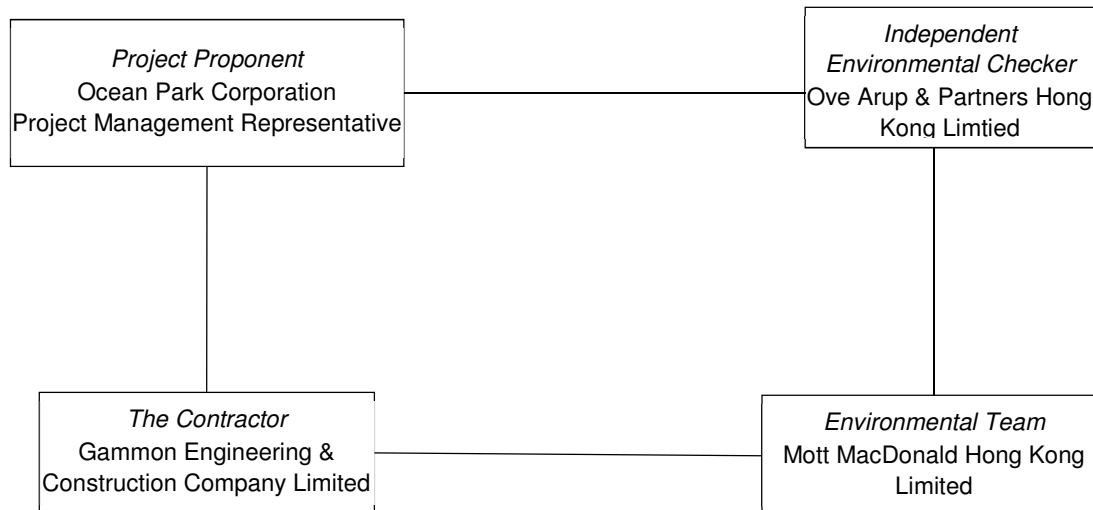 Project Proponent
Ocean Park Corporation
Project Management Representative
Independent
Environmental Checker
Ove Arup & Partners Hong
Kong Limtied
The Contractor
Gammon Engineering &
Construction Company Limited
Environmental Team
Mott MacDonald Hong Kong
Limited